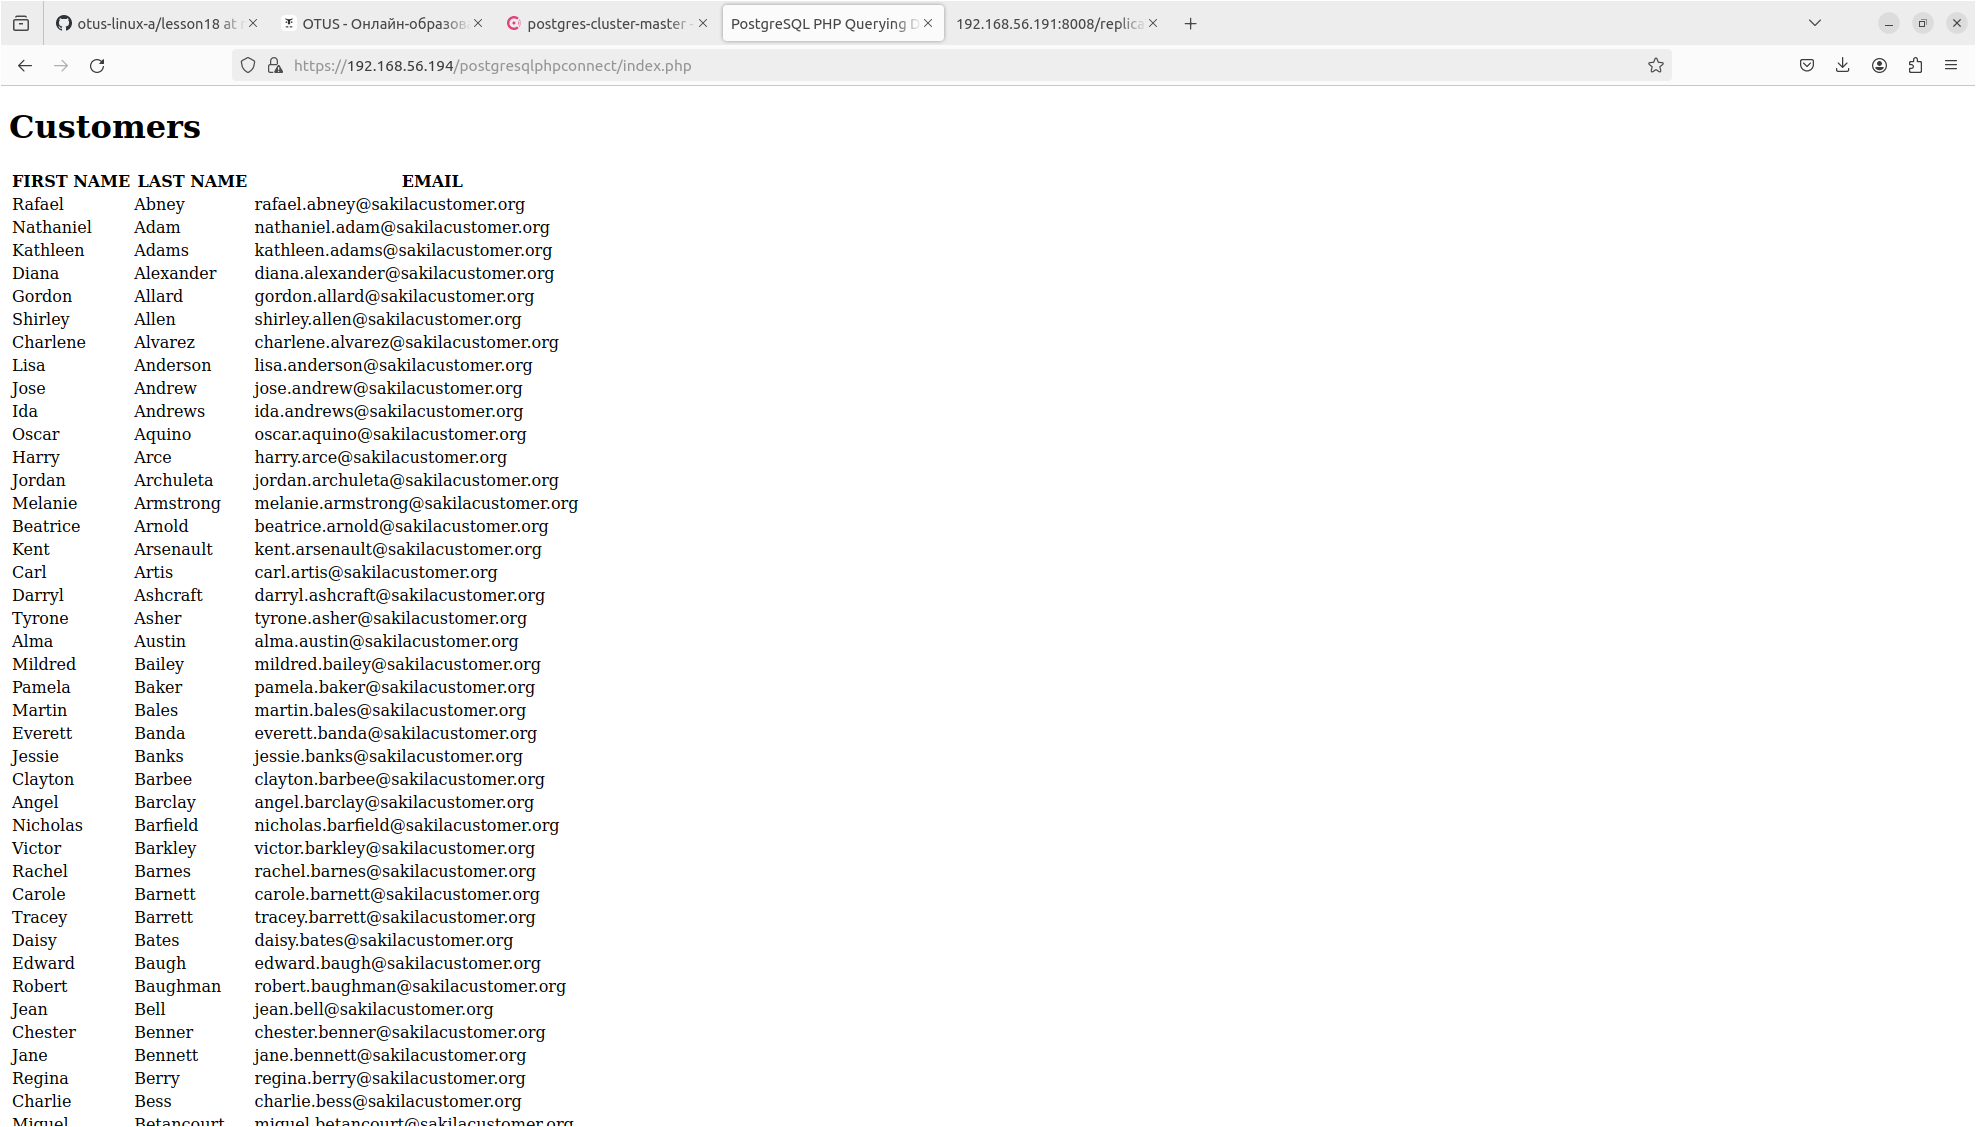 otus-linux-a/lesson18 at
OTUS - Онлайн-образов
postgres-cluster-master -
PostgreSQL PHP Querying D
192.168.56.191:8008/replica
https://192.168.56.194/postgresqlphpconnect/index.php
Customers
FIRST NAME LAST NAME EMAIL
Rafael Abney rafael.abney@sakilacustomer.org
Nathaniel Adam nathaniel.adam@sakilacustomer.org
Kathleen Adams kathleen.adams@sakilacustomer.org
Diana Alexander diana.alexander@sakilacustomer.org
Gordon Allard gordon.allard@sakilacustomer.org
Shirley Allen shirley.allen@sakilacustomer.org
Charlene Alvarez charlene.alvarez@sakilacustomer.org
Lisa Anderson lisa.anderson@sakilacustomer.org
Jose Andrew jose.andrew@sakilacustomer.org
Ida Andrews ida.andrews@sakilacustomer.org
Oscar Aquino oscar.aquino@sakilacustomer.org
Harry Arce harry.arce@sakilacustomer.org
Jordan Archuleta jordan.archuleta@sakilacustomer.org
Melanie Armstrong melanie.armstrong@sakilacustomer.org
Beatrice Arnold beatrice.arnold@sakilacustomer.org
Kent Arsenault kent.arsenault@sakilacustomer.org
Carl Artis carl.artis@sakilacustomer.org
Darryl Ashcraft darryl.ashcraft@sakilacustomer.org
Tyrone Asher tyrone.asher@sakilacustomer.org
Alma Austin alma.austin@sakilacustomer.org
Mildred Bailey mildred.bailey@sakilacustomer.org
Pamela Baker pamela.baker@sakilacustomer.org
Martin Bales martin.bales@sakilacustomer.org
Everett Banda everett.banda@sakilacustomer.org
Jessie Banks jessie.banks@sakilacustomer.org
Clayton Barbee clayton.barbee@sakilacustomer.org
Angel Barclay angel.barclay@sakilacustomer.org
Nicholas Barfield nicholas.barfield@sakilacustomer.org
Victor Barkley victor.barkley@sakilacustomer.org
Rachel Barnes rachel.barnes@sakilacustomer.org
Carole Barnett carole.barnett@sakilacustomer.org
Tracey Barrett tracey.barrett@sakilacustomer.org
Daisy Bates daisy.bates@sakilacustomer.org
Edward Baugh edward.baugh@sakilacustomer.org
Robert Baughman robert.baughman@sakilacustomer.org
Jean Bell jean.bell@sakilacustomer.org
Chester Benner chester.benner@sakilacustomer.org
Jane Bennett jane.bennett@sakilacustomer.org
Regina Berry regina.berry@sakilacustomer.org
Charlie Bess charlie.bess@sakilacustomer.org
Miguel Betancourt miguel.betancourt@sakilacustomer.org